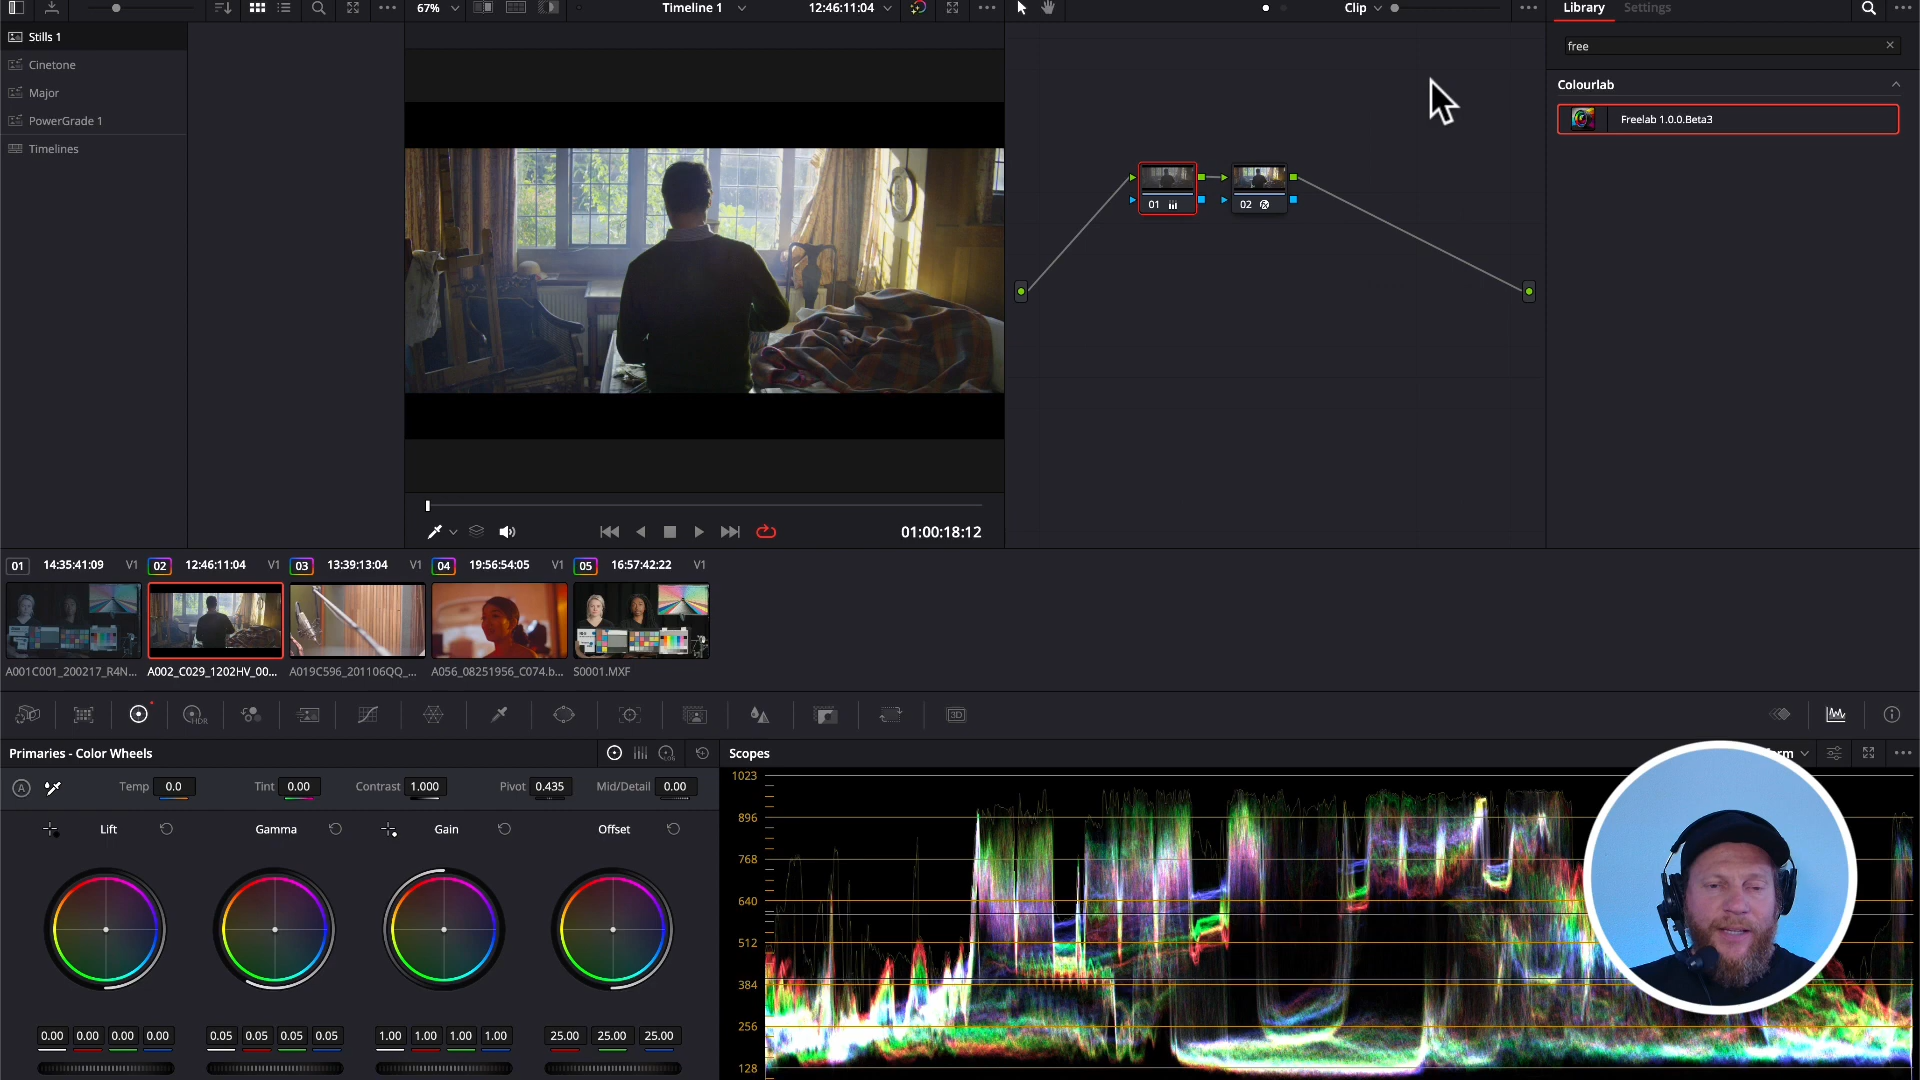 67%
Timeline 1
12:46:11:04
Clip
Library
Settings
Stills 1
Cinetone
Major
PowerGrade 1
Timelines
free
Colourlab
Freelab 1.0.0.Beta3
01
02
01:00:18:12
01 14:35:41:09 V1
02 12:46:11:04 V1
03 13:39:13:04 V1
04 19:56:54:05 V1
05 16:57:42:22 V1
A001C001_200217_R4N...
A002_C029_1202HV_00...
A019C596_201106QQ_...
A056_08251956_C074.b...
S0001.MXF
HDR
3D
Primaries - Color Wheels
LOG
A
Temp 0.0
Tint 0.00
Contrast 1.000
Pivot 0.435
Mid/Detail 0.00
Lift
Gamma
Gain
Offset
0.00 0.00 0.00 0.00
0.05 0.05 0.05 0.05
1.00 1.00 1.00 1.00
25.00 25.00 25.00
Scopes
rm
1023
896
768
640
512
384
256
128